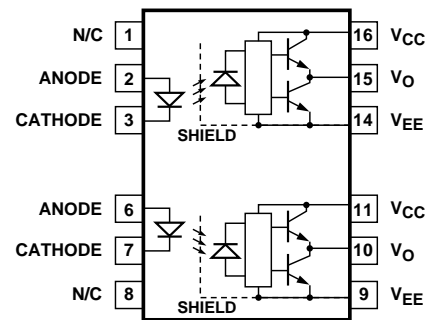 N/C 1 16 VCC
ANODE 2 15 VO
CATHODE 3 14 VEE
SHIELD
ANODE 6 11 VCC
CATHODE 7 10 VO
N/C 8 9 VEE
SHIELD